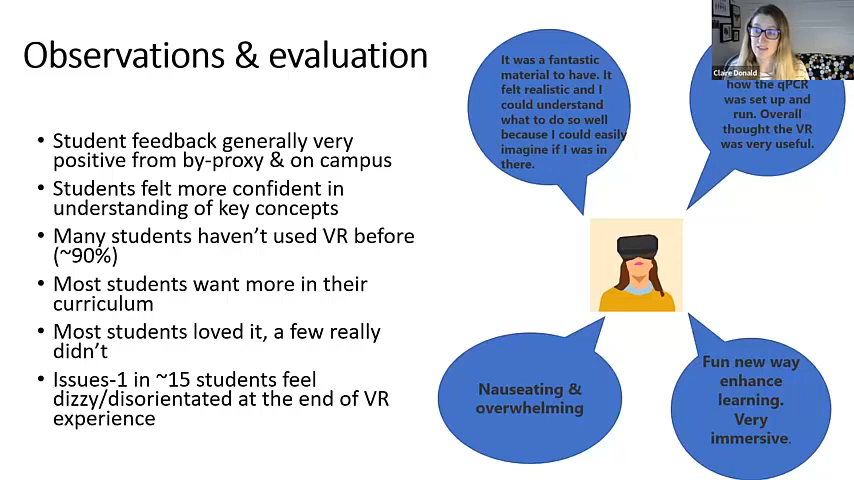 Observations & evaluation
• Student feedback generally very
positive from by-proxy & on campus
• Students felt more confident in
understanding of key concepts
• Many students haven't used VR before
(~90%)
• Most students want more in their
curriculum
• Most students loved it, a few really
didn't
• Issues-1 in ~15 students feel
dizzy/disorientated at the end of VR
experience
It was a fantastic
material to have. It
felt realistic and I
could understand
what to do so well
because I could easily
imagine if I was in
there.
how the qPCR
was set up and
run. Overall
thought the VR
was very useful.
Nauseating &
overwhelming
Fun new way
enhance
learning.
Very
immersive.
Claire Donald